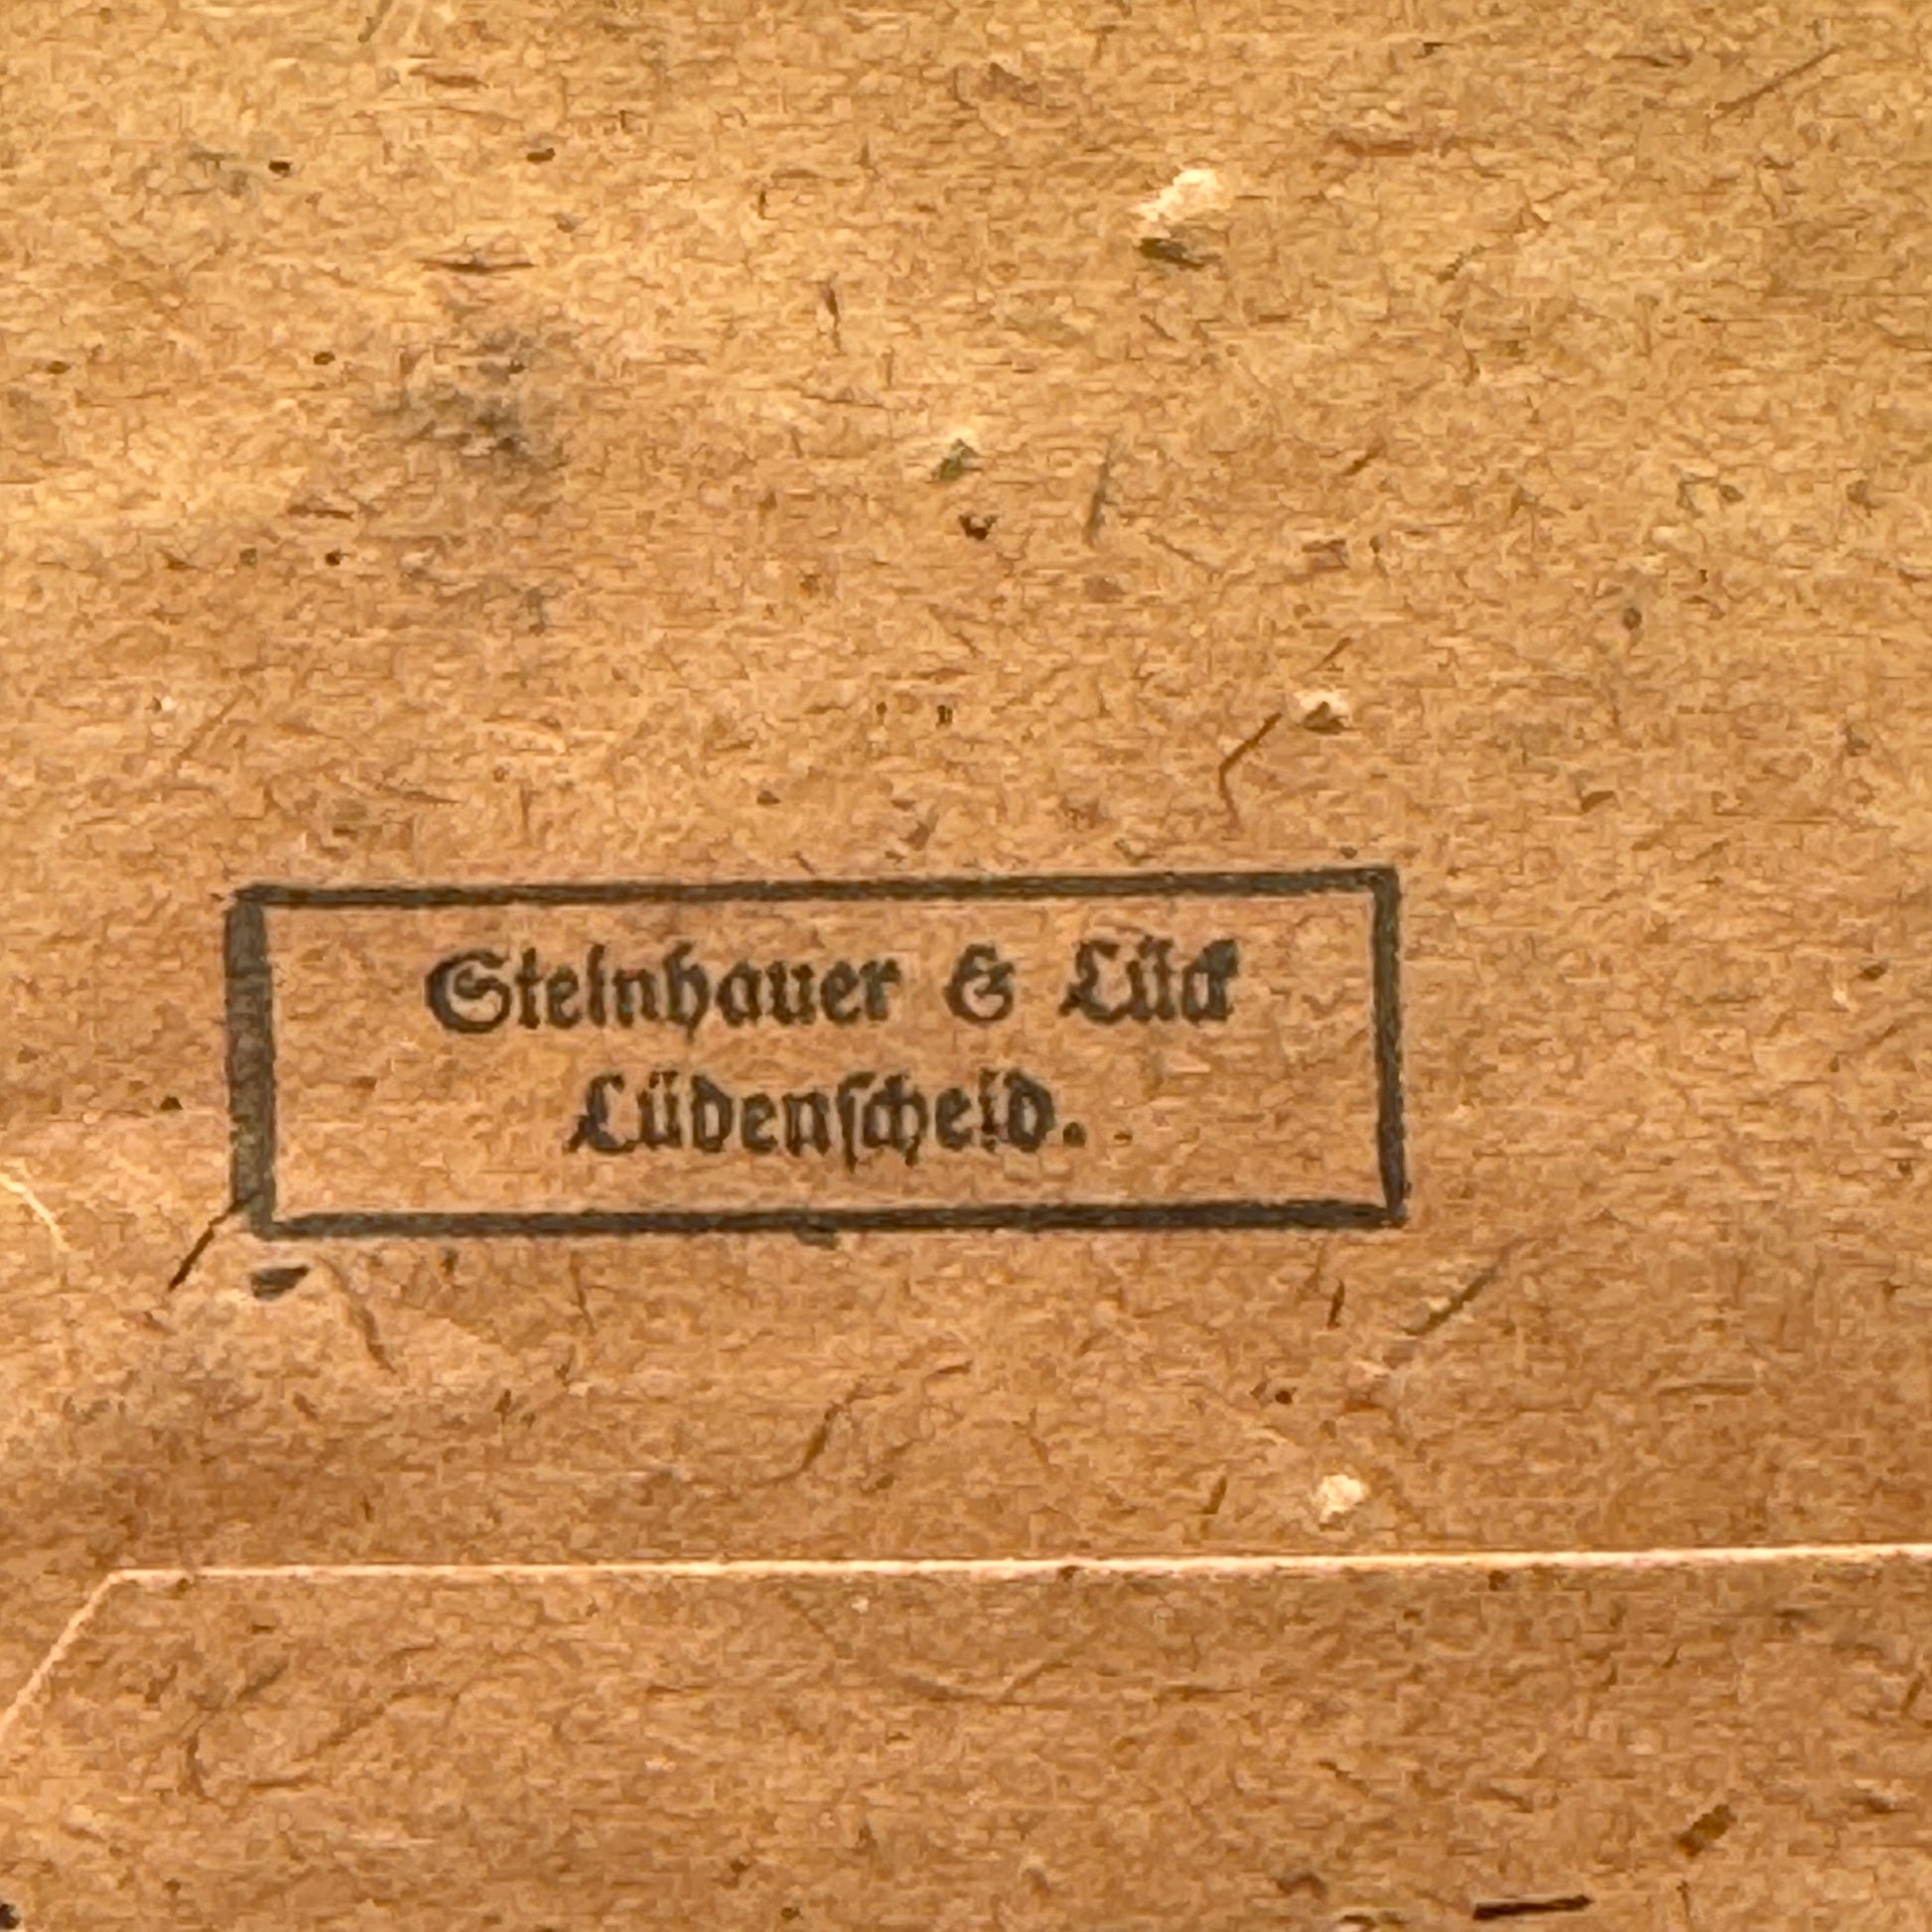 Steinhauer & Lück
Lüdenſcheid.